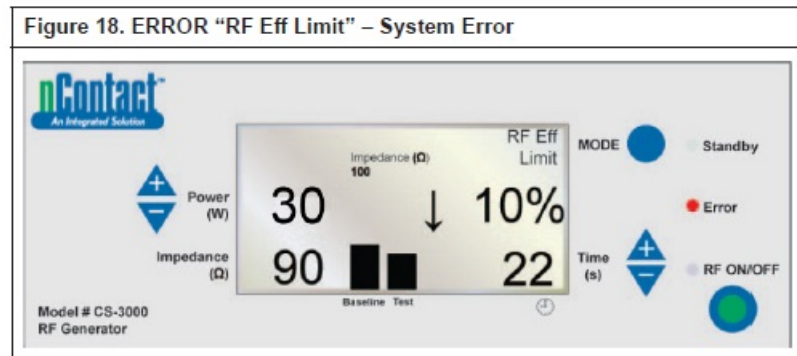 Figure 18. ERROR “RF Eff Limit” – System Error
nContact™
An Integrated Solution
RF Eff
Limit
Impedance (Ω)
100
MODE
Standby
Power
(W)
30
↓
10%
Error
Impedance
(Ω)
90
22
Time
(s)
RF ON/OFF
Baseline Test
Model # CS-3000
RF Generator